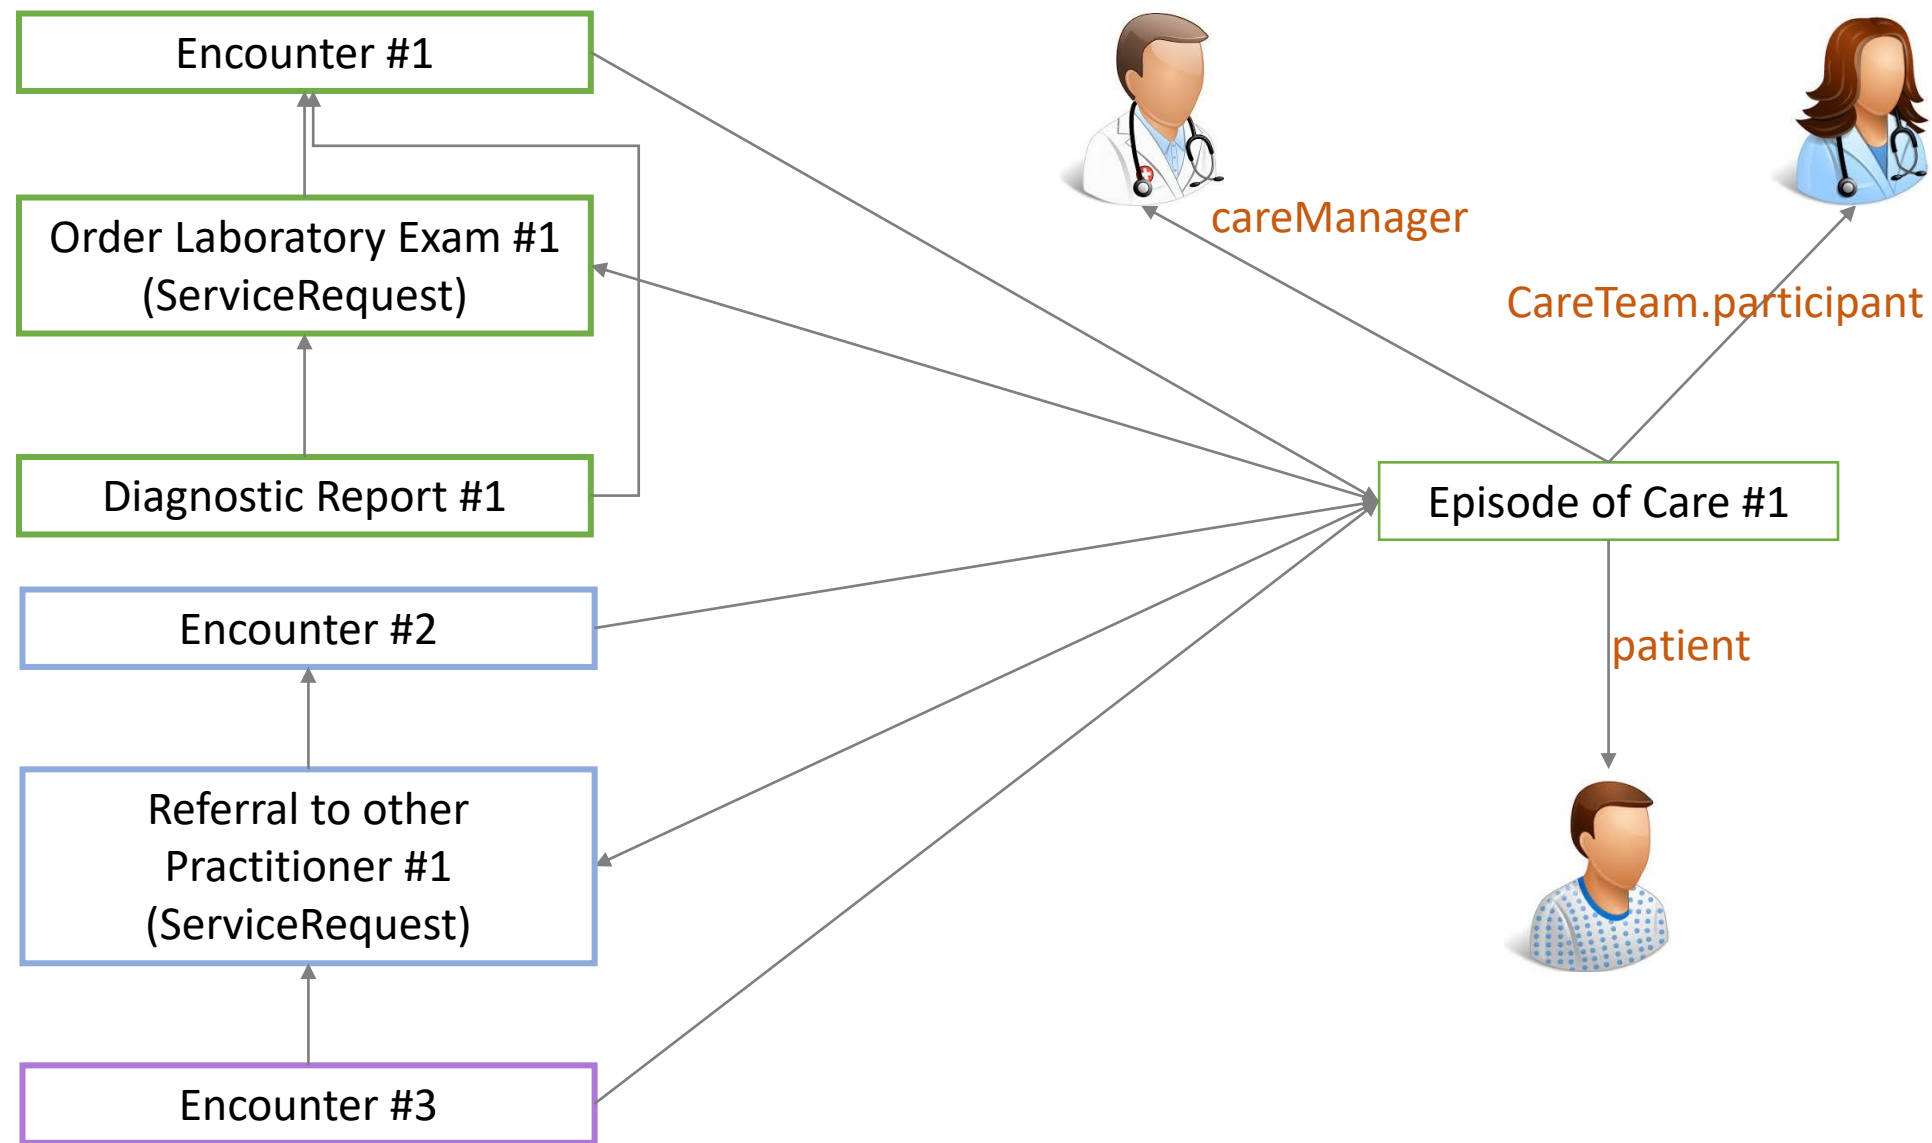 Encounter #1
Order Laboratory Exam #1
(ServiceRequest)
Diagnostic Report #1
Encounter #2
Referral to other
Practitioner #1
(ServiceRequest)
Encounter #3
careManager
CareTeam.participant
Episode of Care #1
patient